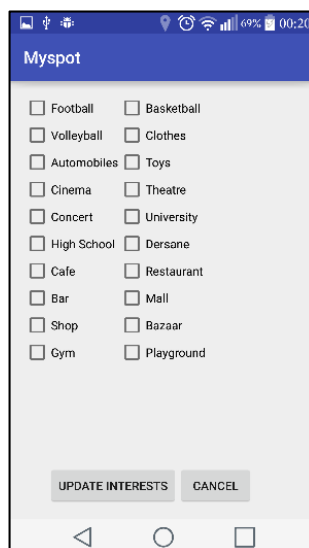 69% 00:20
Myspot
Football Basketball
Volleyball Clothes
Automobiles Toys
Cinema Theatre
Concert University
High School Dersane
Cafe Restaurant
Bar Mall
Shop Bazaar
Gym Playground
UPDATE INTERESTS CANCEL